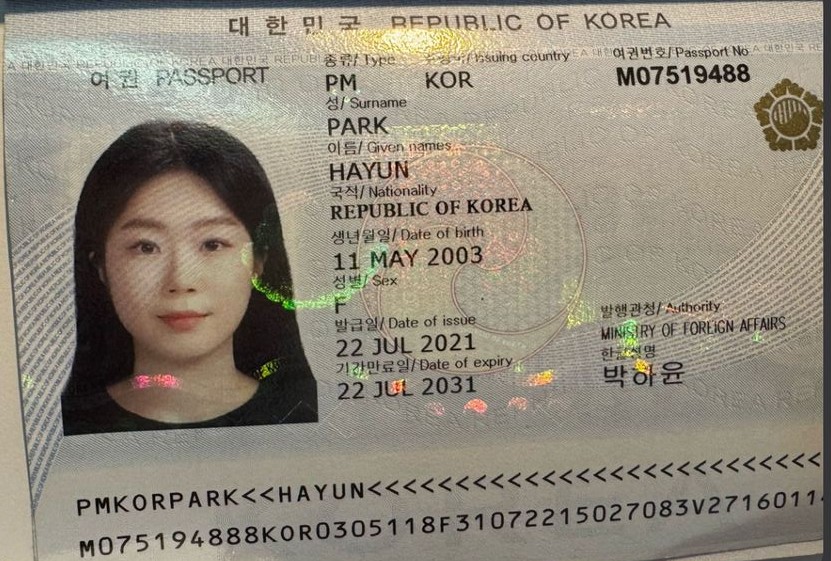 대한민국 REPUBLIC OF KOREA
여권 PASSPORT
종류/ Type 발행국/ Issuing country 여권번호/ Passport No
PM KOR M07519488
성/ Surname
PARK
이름/ Given names
HAYUN
국적/ Nationality
REPUBLIC OF KOREA
생년월일/ Date of birth
11 MAY 2003
성별/ Sex
F
발급일/ Date of issue
22 JUL 2021
기간만료일/ Date of expiry
22 JUL 2031
발행관청/ Authority
MINISTRY OF FOREIGN AFFAIRS
한글성명
박하윤
PMKORPARK<<HAYUN<<<<<<<<<<<<<<<<<<<<<<<<<<
M075194888KOR0305118F31072215027083V2716011